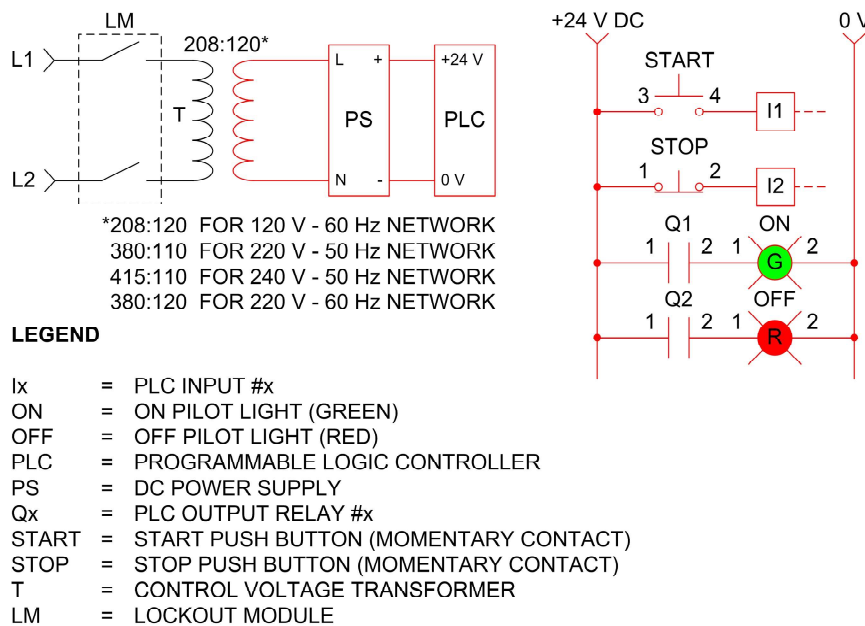 LM
+24 V DC
0 V
208:120*
L1
L
+
+24 V
START
3
4
I1
T
PS
PLC
STOP
1
2
I2
L2
N
-
0 V
*208:120 FOR 120 V - 60 Hz NETWORK
380:110 FOR 220 V - 50 Hz NETWORK
415:110 FOR 240 V - 50 Hz NETWORK
380:120 FOR 220 V - 60 Hz NETWORK
Q1
ON
1
2
1
G
2
Q2
OFF
1
2
1
R
2
LEGEND
Ix = PLC INPUT #x
ON = ON PILOT LIGHT (GREEN)
OFF = OFF PILOT LIGHT (RED)
PLC = PROGRAMMABLE LOGIC CONTROLLER
PS = DC POWER SUPPLY
Qx = PLC OUTPUT RELAY #x
START = START PUSH BUTTON (MOMENTARY CONTACT)
STOP = STOP PUSH BUTTON (MOMENTARY CONTACT)
T = CONTROL VOLTAGE TRANSFORMER
LM = LOCKOUT MODULE